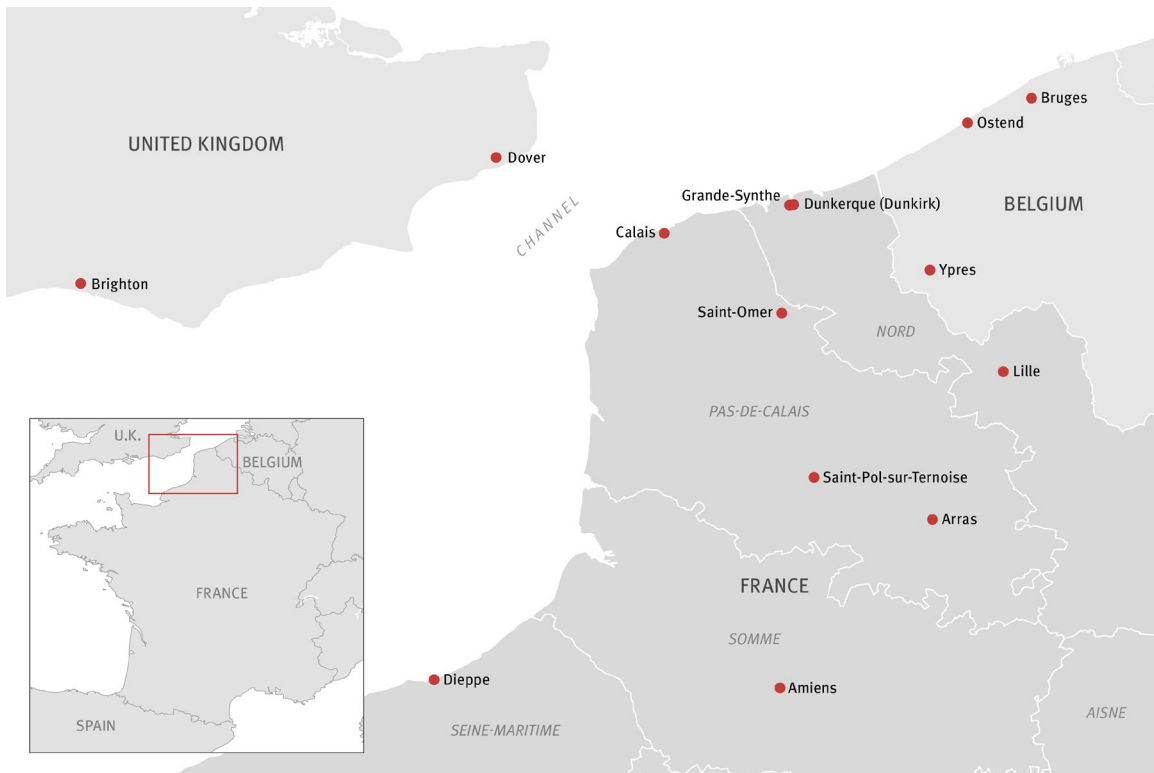 Bruges
Ostend
UNITED KINGDOM
Dover
Grande-Synthe
Dunkerque (Dunkirk)
BELGIUM
CHANNEL
Calais
Ypres
Brighton
Saint-Omer
NORD
Lille
PAS-DE-CALAIS
U.K.
BELGIUM
Saint-Pol-sur-Ternoise
Arras
FRANCE
FRANCE
SOMME
Dieppe
Amiens
AISNE
SPAIN
SEINE-MARITIME